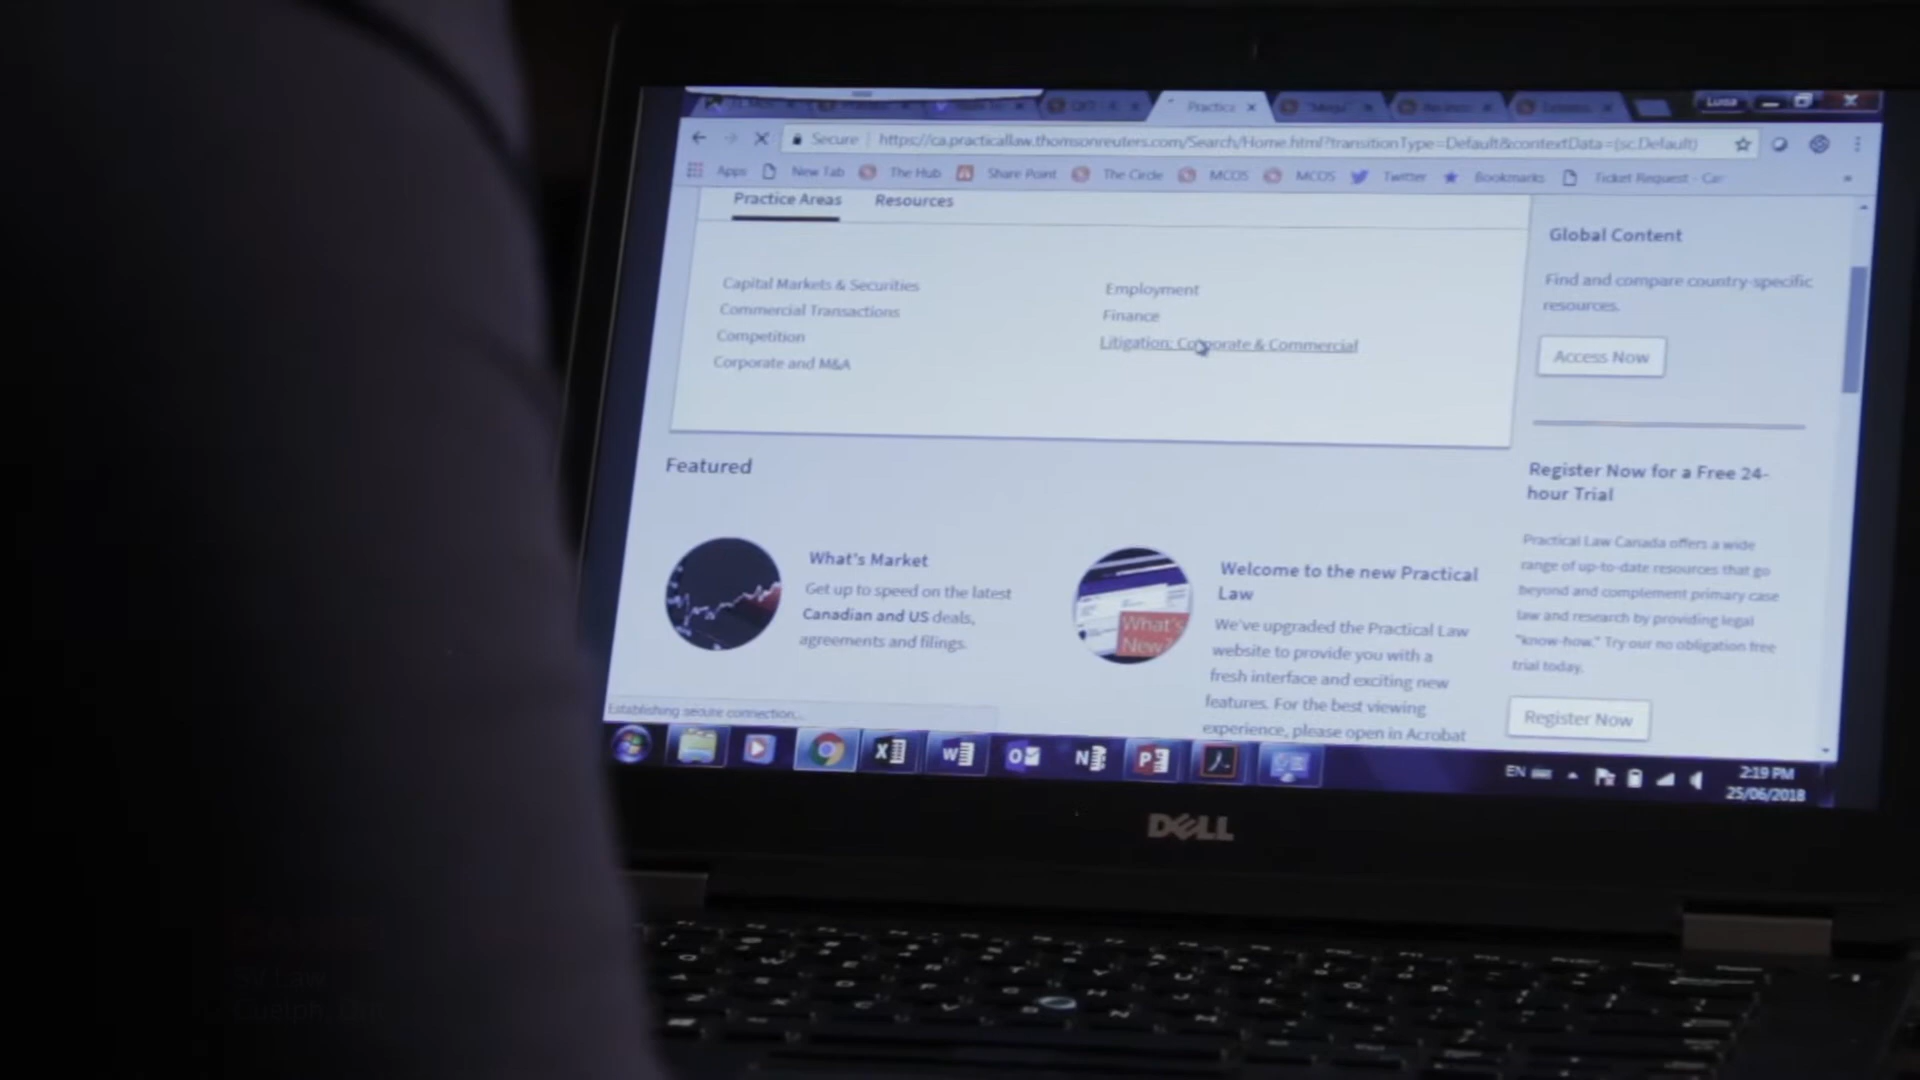 Practica
Luisa
Secure https://ca.practicallaw.thomsonreuters.com/Search/Home.html?transitionType=Default&contextData=(sc.Default)
Apps New Tab The Hub Share Point The Circle MCOS MCOS Twitter Bookmarks Ticket Request - Can
Practice Areas Resources
Capital Markets & Securities
Commercial Transactions
Competition
Corporate and M&A
Employment
Finance
Litigation: Corporate & Commercial
Global Content
Find and compare country-specific
resources.
Access Now
Featured
What's Market
Get up to speed on the latest
Canadian and US deals,
agreements and filings.
What's
New?
Welcome to the new Practical
Law
We've upgraded the Practical Law
website to provide you with a
fresh interface and exciting new
features. For the best viewing
experience, please open in Acrobat
Register Now for a Free 24-
hour Trial
Practical Law Canada offers a wide
range of up-to-date resources that go
beyond and complement primary case
law and research by providing legal
"know-how." Try our no obligation free
trial today.
Register Now
Establishing secure connection...
EN
2:19 PM
25/06/2018
DELL
SV Law
Guelph, ON